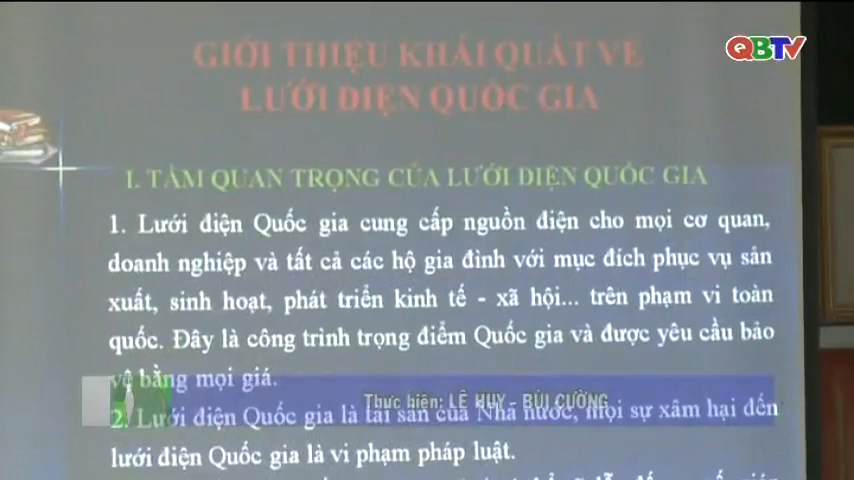 QBTV
GIỚI THIỆU KHÁI QUÁT VỀ
LƯỚI ĐIỆN QUỐC GIA
I. TẦM QUAN TRỌNG CỦA LƯỚI ĐIỆN QUỐC GIA
1. Lưới điện Quốc gia cung cấp nguồn điện cho mọi cơ quan,
doanh nghiệp và tất cả các hộ gia đình với mục đích phục vụ sản
xuất, sinh hoạt, phát triển kinh tế - xã hội... trên phạm vi toàn
quốc. Đây là công trình trọng điểm Quốc gia và được yêu cầu bảo
vệ bằng mọi giá.
Thực hiện: LÊ HUY - BÙI CƯỜNG
2. Lưới điện Quốc gia là tài sản của Nhà nước, mọi sự xâm hại đến
lưới điện Quốc gia là vi phạm pháp luật.